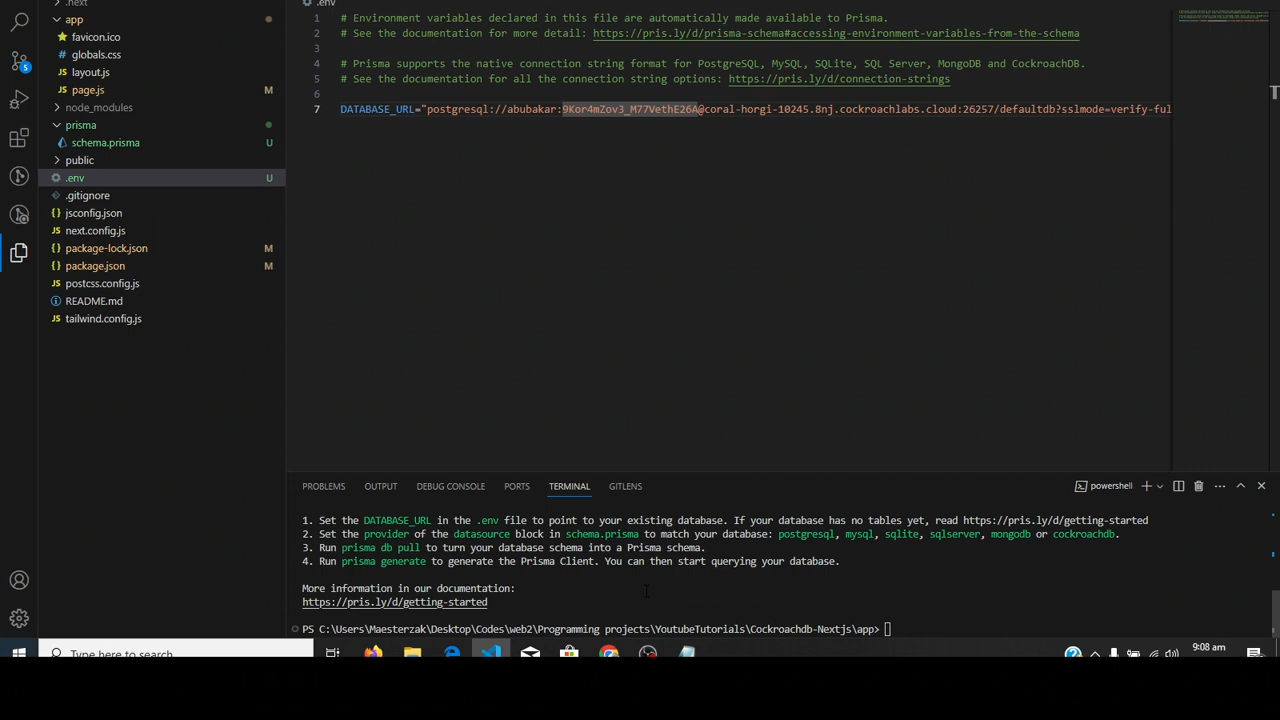 .next
app
favicon.ico
globals.css
layout.js
page.js M
node_modules
prisma
schema.prisma U
public
.env U
.gitignore
jsconfig.json
next.config.js
package-lock.json M
package.json M
postcss.config.js
README.md
tailwind.config.js
5
.env
1 # Environment variables declared in this file are automatically made available to Prisma.
2 # See the documentation for more detail: https://pris.ly/d/prisma-schema#accessing-environment-variables-from-the-schema
3
4 # Prisma supports the native connection string format for PostgreSQL, MySQL, SQLite, SQL Server, MongoDB and CockroachDB.
5 # See the documentation for all the connection string options: https://pris.ly/d/connection-strings
6
7 DATABASE_URL="postgresql://abubakar:9Kor4mZov3_M77VethE26A@coral-horgi-10245.8nj.cockroachlabs.cloud:26257/defaultdb?sslmode=verify-ful
PROBLEMS OUTPUT DEBUG CONSOLE PORTS TERMINAL GITLENS powershell
1. Set the DATABASE_URL in the .env file to point to your existing database. If your database has no tables yet, read https://pris.ly/d/getting-started
2. Set the provider of the datasource block in schema.prisma to match your database: postgresql, mysql, sqlite, sqlserver, mongodb or cockroachdb.
3. Run prisma db pull to turn your database schema into a Prisma schema.
4. Run prisma generate to generate the Prisma Client. You can then start querying your database.
More information in our documentation:
https://pris.ly/d/getting-started
PS C:\Users\Maesterzak\Desktop\Codes\web2\Programming projects\YoutubeTutorials\Cockroachdb-Nextjs\app>
Type here to search 9:08 am